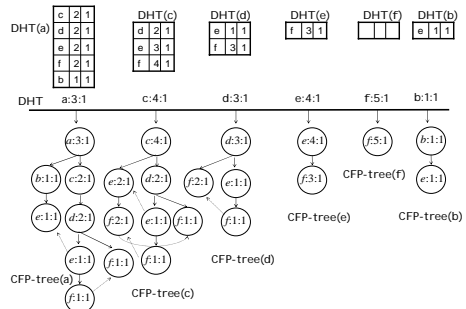 DHT(a)
c 2 1
d 2 1
e 2 1
f 2 1
b 1 1
DHT(c)
d 2 1
e 3 1
f 4 1
DHT(d)
e 1 1
f 3 1
DHT(e)
f 3 1
DHT(f)
DHT(b)
e 1 1
DHT a:3:1 c:4:1 d:3:1 e:4:1 f:5:1 b:1:1
a:3:1 c:4:1 d:3:1 e:4:1 f:5:1 b:1:1
b:1:1 c:2:1 e:2:1 d:2:1 f:2:1 e:1:1 f:3:1 e:1:1
CFP-tree(f)
e:1:1 d:2:1 f:2:1 e:1:1 f:1:1 f:1:1
CFP-tree(e) CFP-tree(b)
e:1:1 f:1:1 f:1:1
CFP-tree(d)
CFP-tree(a)
f:1:1
CFP-tree(c)